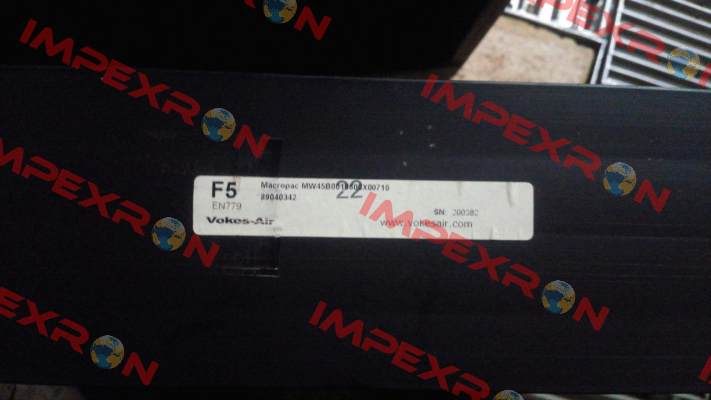 IMPEXRON
IMPEXRON
IMPEXRON
IMPEXRON
F5
EN779
Vokes-Air
Macropac
89040342
22
SN: 200382
www.vokesair.com
IMPEXRON
IMPEXRON
IMPEXRON
IMPEXRON